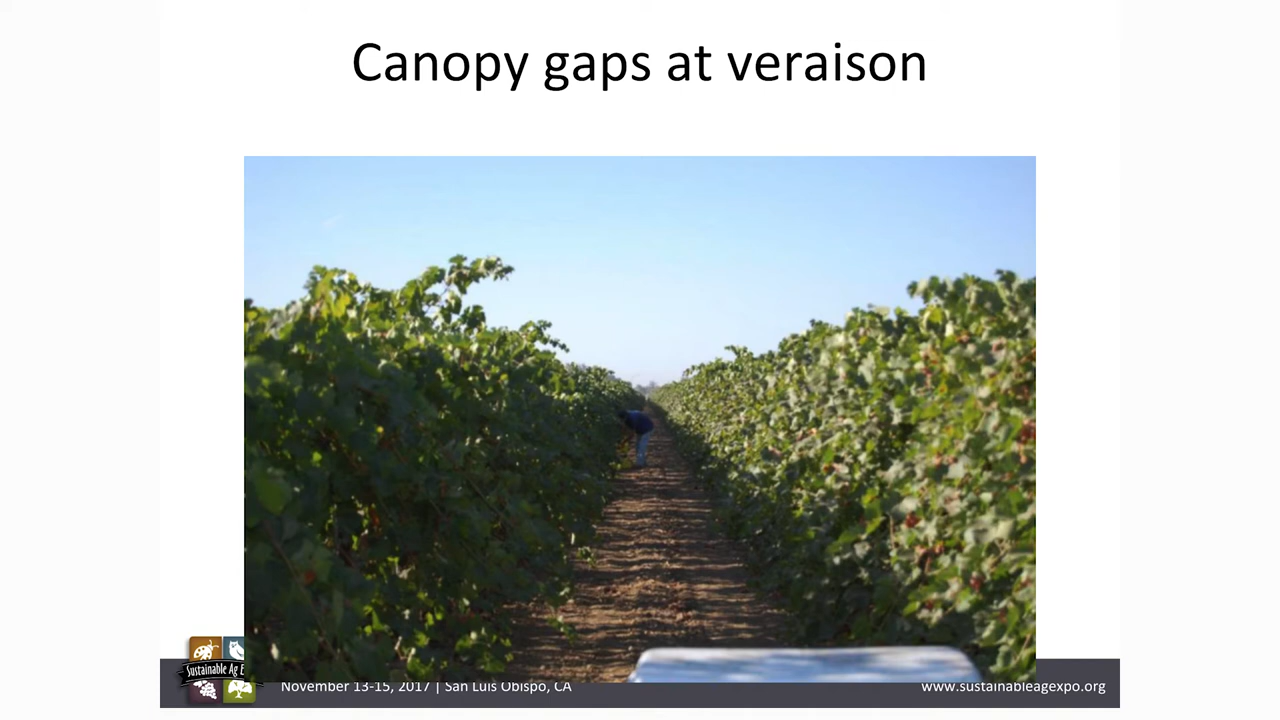 Canopy gaps at veraison
Sustainable Ag E
November 13-15, 2017 | San Luis Obispo, CA
www.sustainableagexpo.org